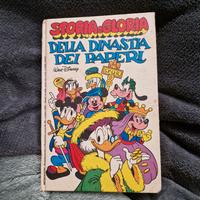 STORIA e GLORIA
DELLA DINASTIA
DEI PAPERI
Walt Disney